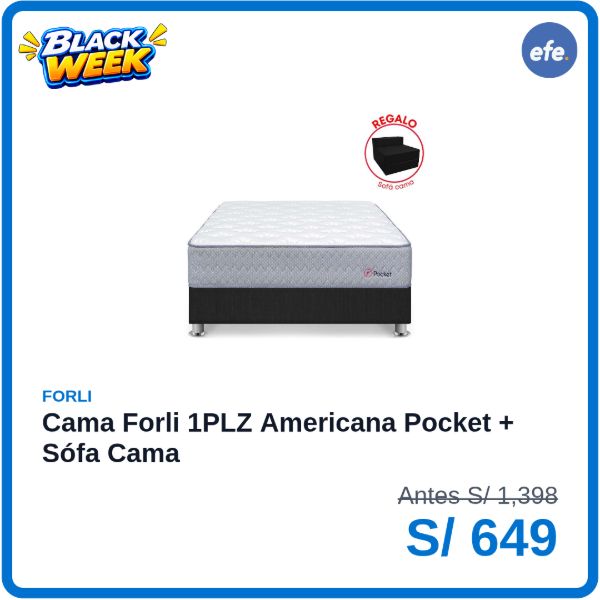 BLACK
WEEK
efe.
REGALO
Sofá cama
Pocket
FORLI
Cama Forli 1PLZ Americana Pocket +
Sófa Cama
Antes S/ 1,398
S/ 649